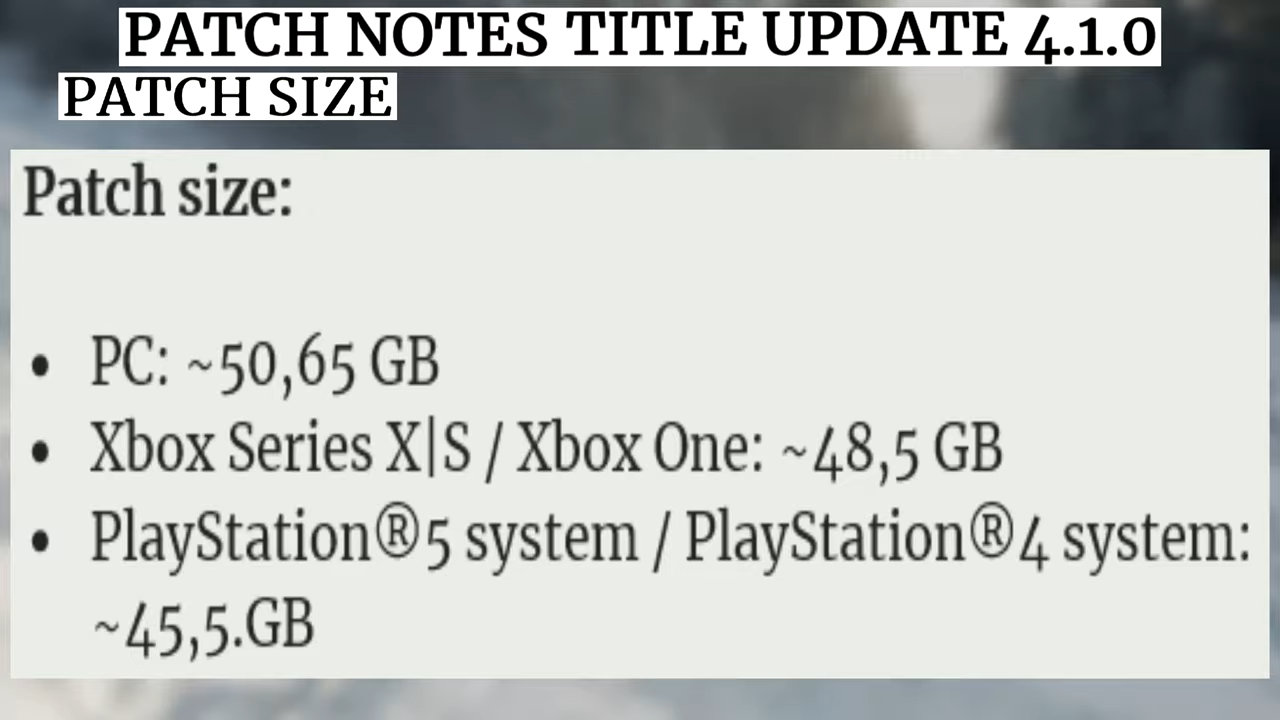 PATCH NOTES TITLE UPDATE 4.1.0
PATCH SIZE
Patch size:
• PC: ~50,65 GB
• Xbox Series X|S / Xbox One: ~48,5 GB
• PlayStation®5 system / PlayStation®4 system:
~45,5.GB